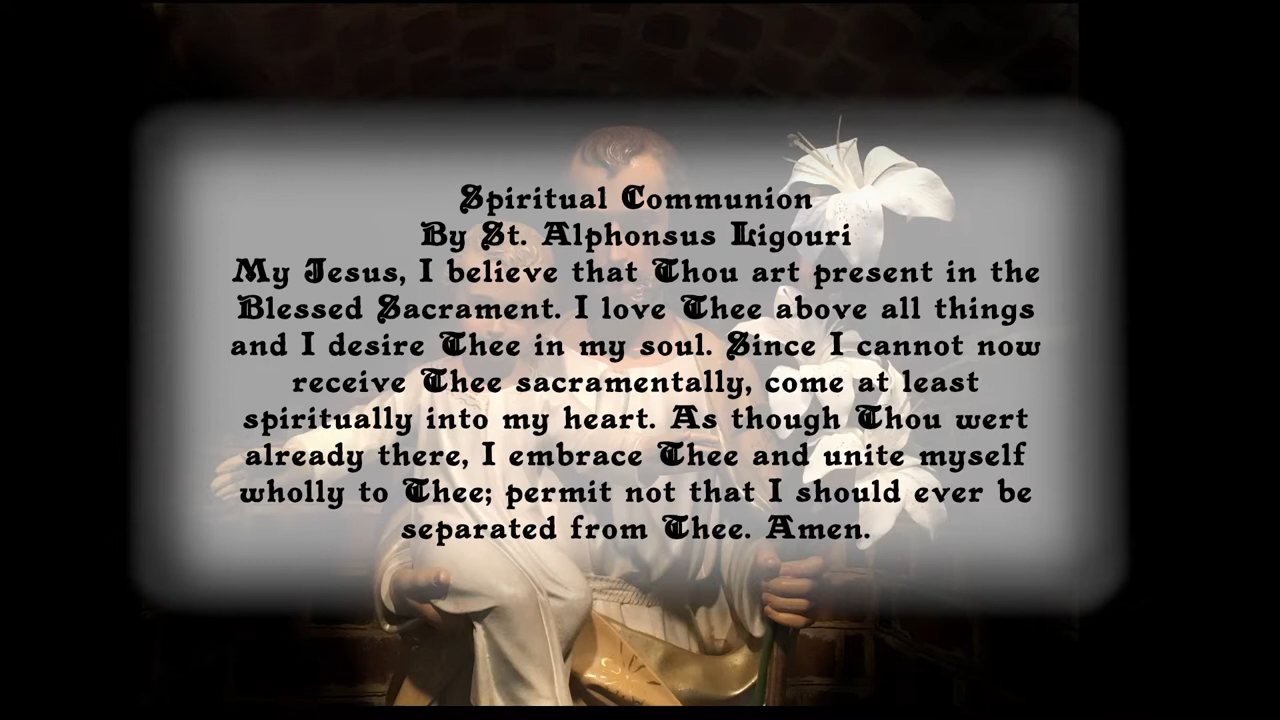 Spiritual Communion
By St. Alphonsus Ligouri
My Jesus, I believe that Thou art present in the
Blessed Sacrament. I love Thee above all things
and I desire Thee in my soul. Since I cannot now
receive Thee sacramentally, come at least
spiritually into my heart. As though Thou wert
already there, I embrace Thee and unite myself
wholly to Thee; permit not that I should ever be
separated from Thee. Amen.